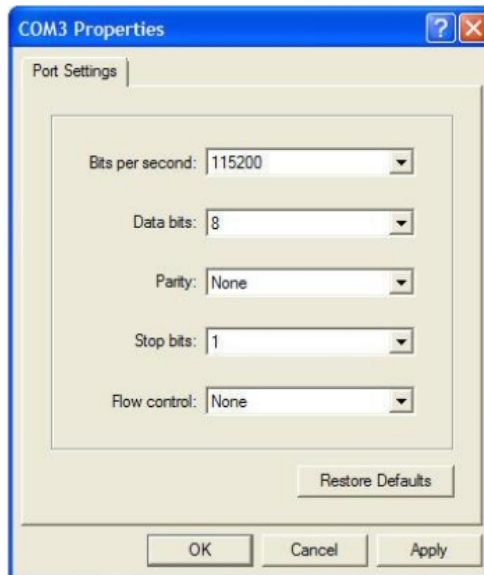 COM3 Properties
Port Settings
Bits per second: 115200
Data bits: 8
Parity: None
Stop bits: 1
Flow control: None
Restore Defaults
OK Cancel Apply